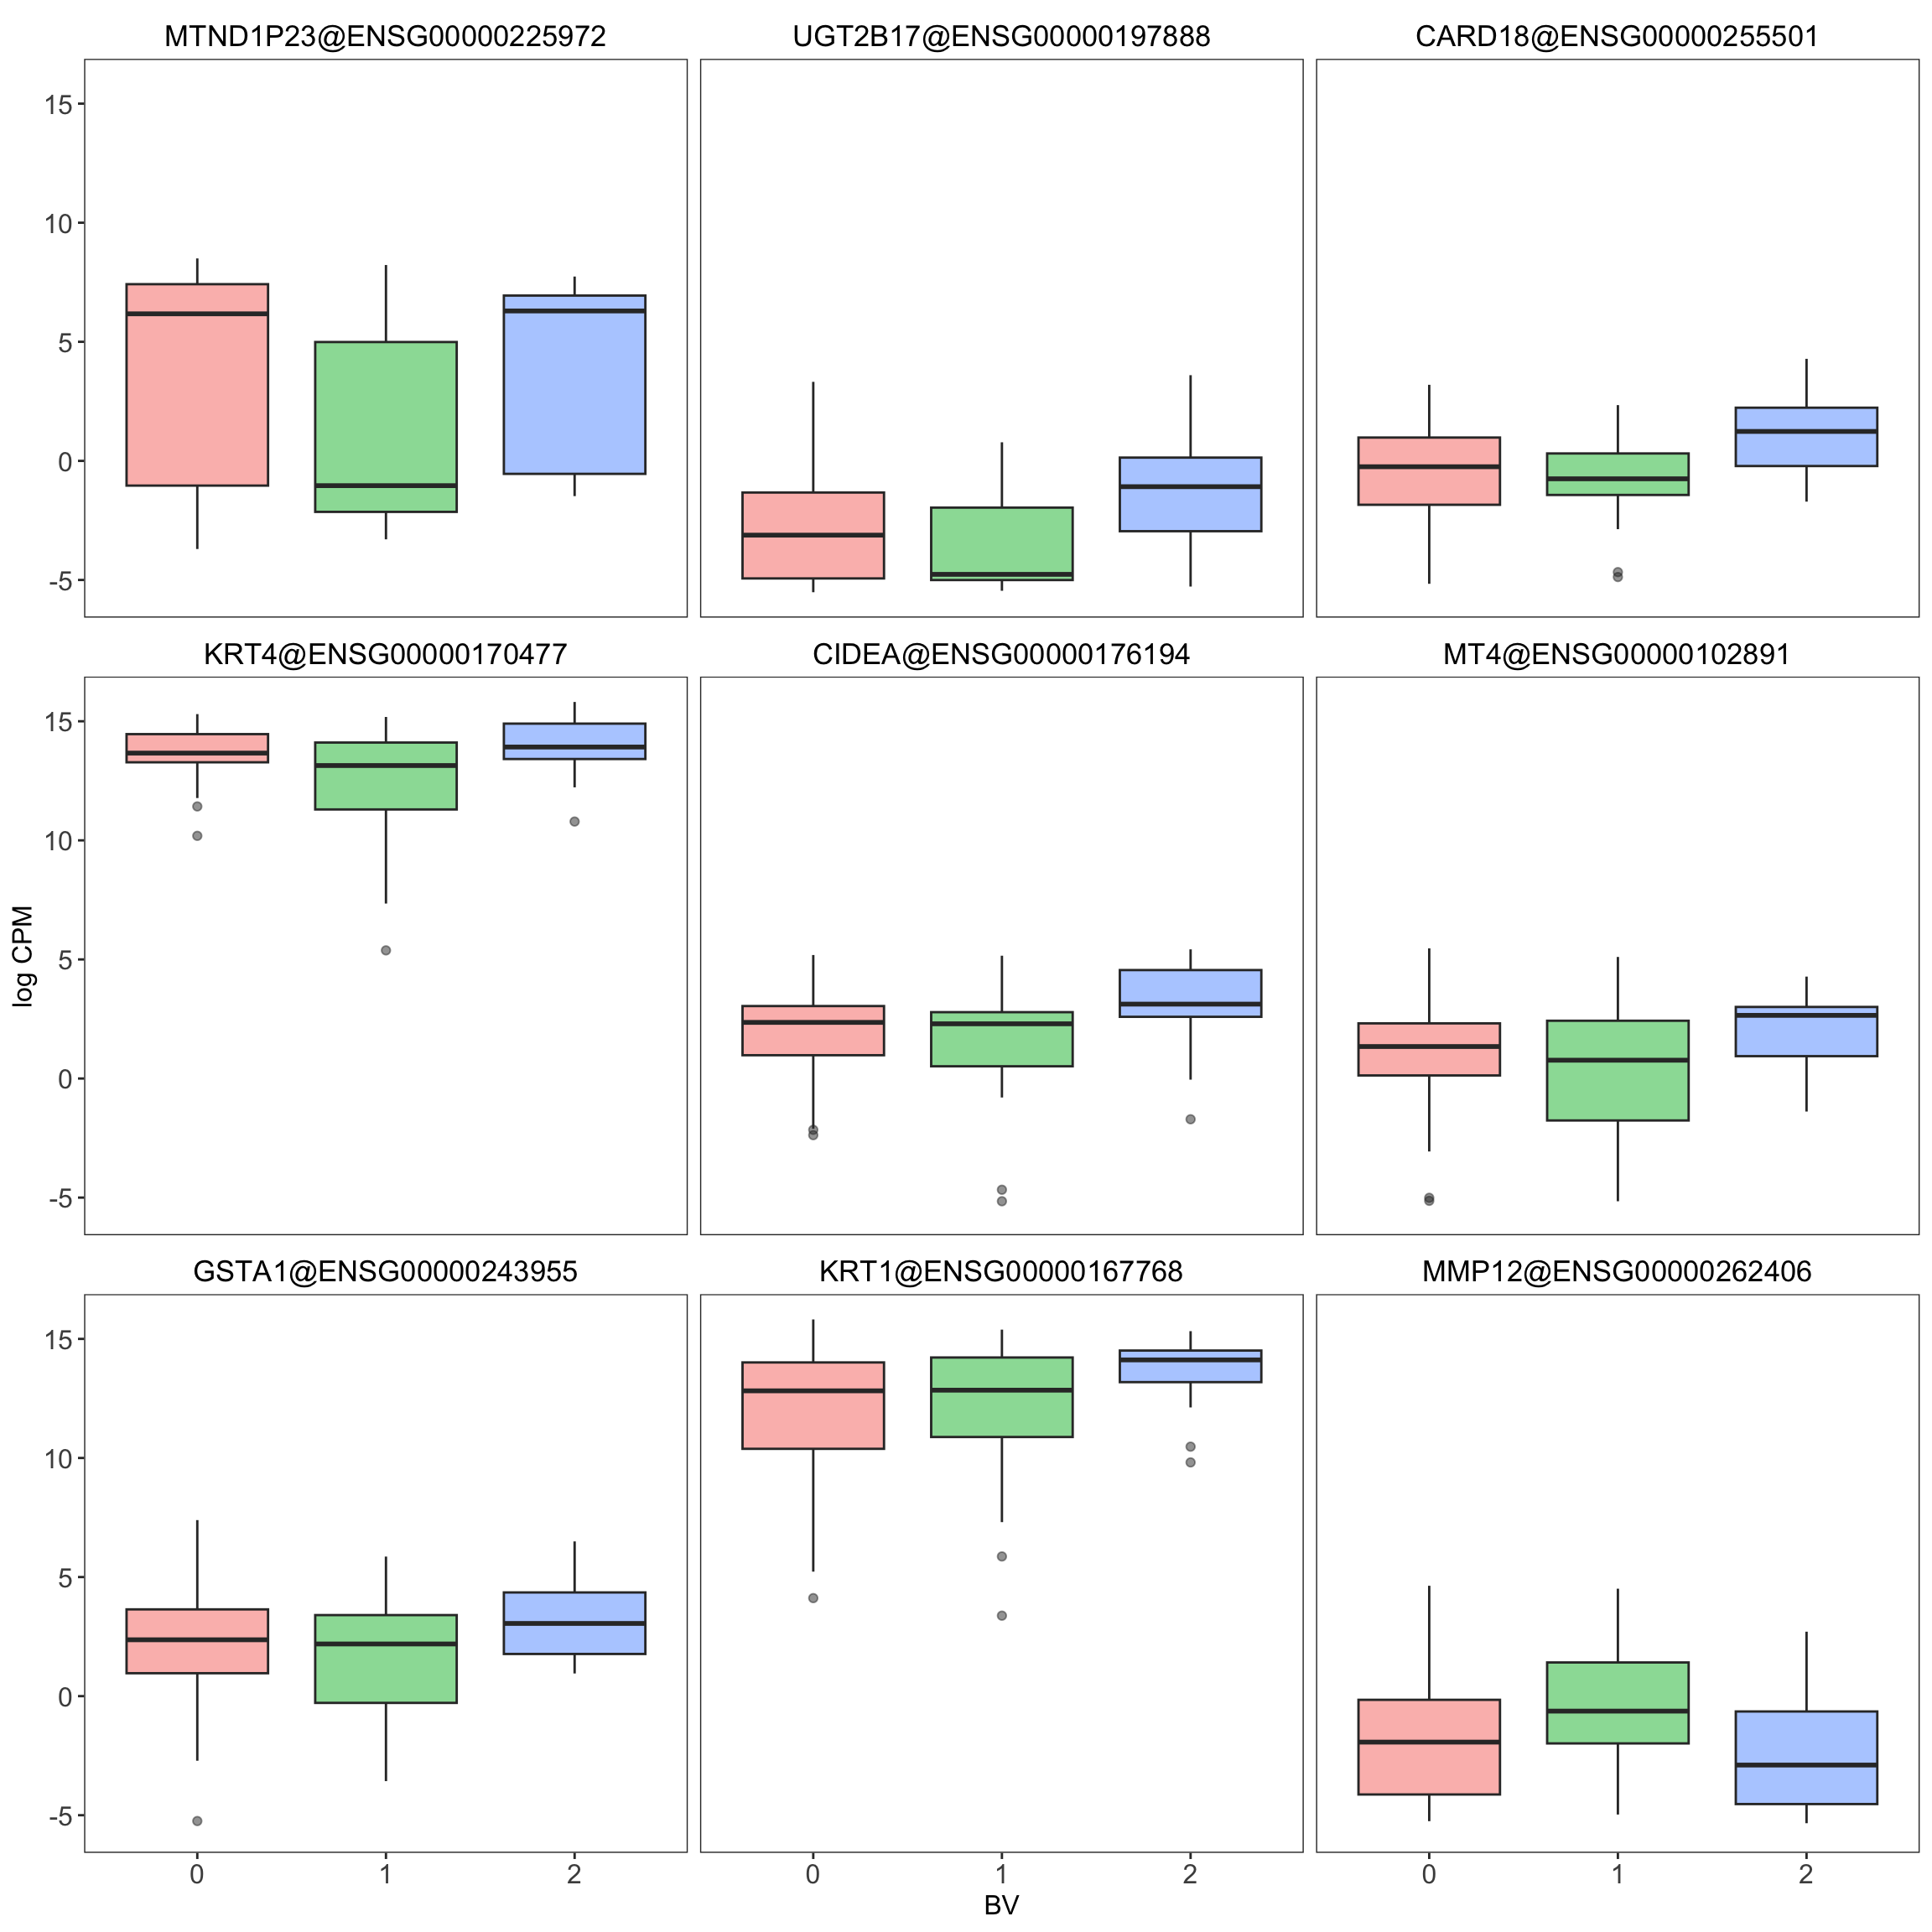 MTND1P23@ENSG00000225972
UGT2B17@ENSG00000197888
CARD18@ENSG00000255501
15
10
5
0
-5
KRT4@ENSG00000170477
CIDEA@ENSG00000176194
MT4@ENSG00000102891
15
10
5
0
-5
log CPM
GSTA1@ENSG00000243955
KRT1@ENSG00000167768
MMP12@ENSG00000262406
15
10
5
0
-5
0 1 2
0 1 2
0 1 2
BV